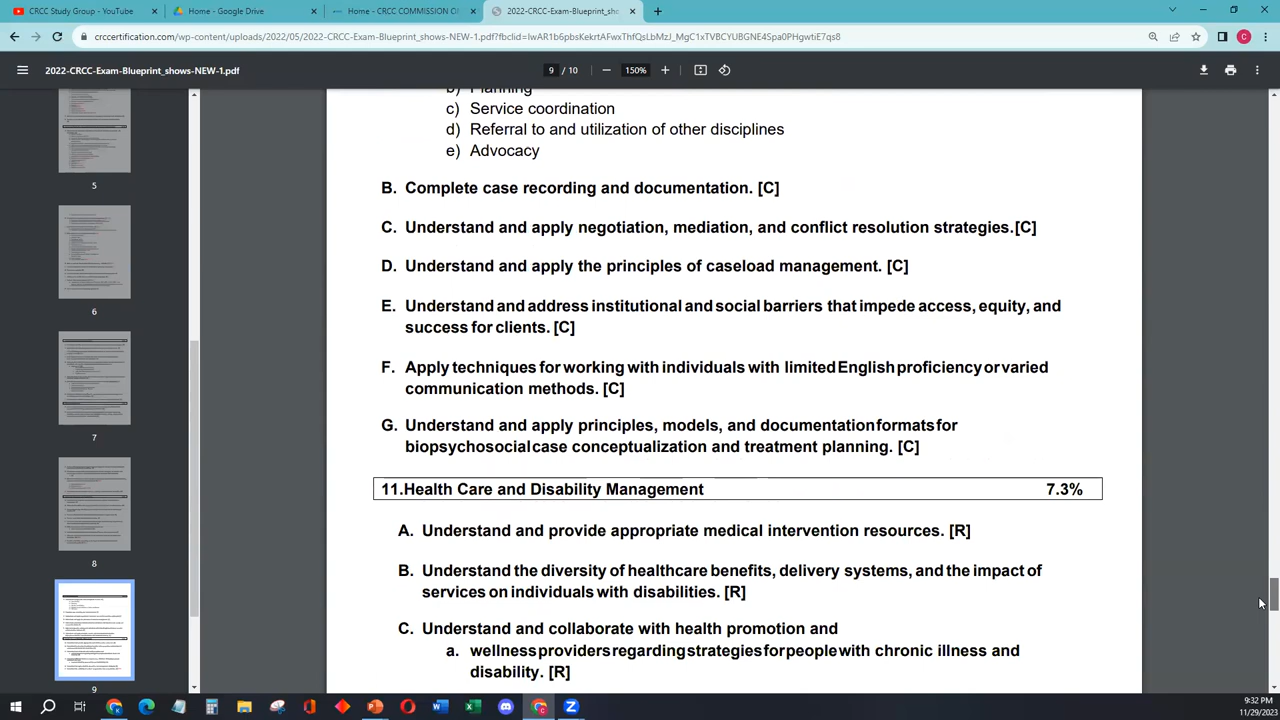 CRCC Study Group - YouTube
Home - Google Drive
Home - CRCC COMMISION O
2022-CRCC-Exam-Blueprint_sho
crccertification.com/wp-content/uploads/2022/05/2022-CRCC-Exam-Blueprint_shows-NEW-1.pdf?fbclid=IwAR1b6pbsKekrtAFwxThfQsLbMzJ_MgC1xTVBCYUBGNE4Spa0PHgwtiE7qs8
2022-CRCC-Exam-Blueprint_shows-NEW-1.pdf
9 / 10
150%
b) Planning
c) Service coordination
d) Referral to and utilization of other disciplines
e) Advocacy
B. Complete case recording and documentation. [C]
C. Understand and apply negotiation, mediation, and conflict resolution strategies.[C]
D. Understand and apply the principles of caseload management. [C]
E. Understand and address institutional and social barriers that impede access, equity, and
success for clients. [C]
F. Apply techniques for working with individuals with limited English proficiency or varied
communication methods. [C]
G. Understand and apply principles, models, and documentation formats for
biopsychosocial case conceptualization and treatment planning. [C]
11.Health Care and Disability Management 7.3%
A. Understand and provide appropriate medical intervention resources. [R]
B. Understand the diversity of healthcare benefits, delivery systems, and the impact of
services on individuals with disabilities. [R]
C. Understand and collaborate with health promotion and
a. wellness providers regarding strategies for people with chronic illness and
disability. [R]
5
6
7
8
9
9:32 PM
11/29/2023